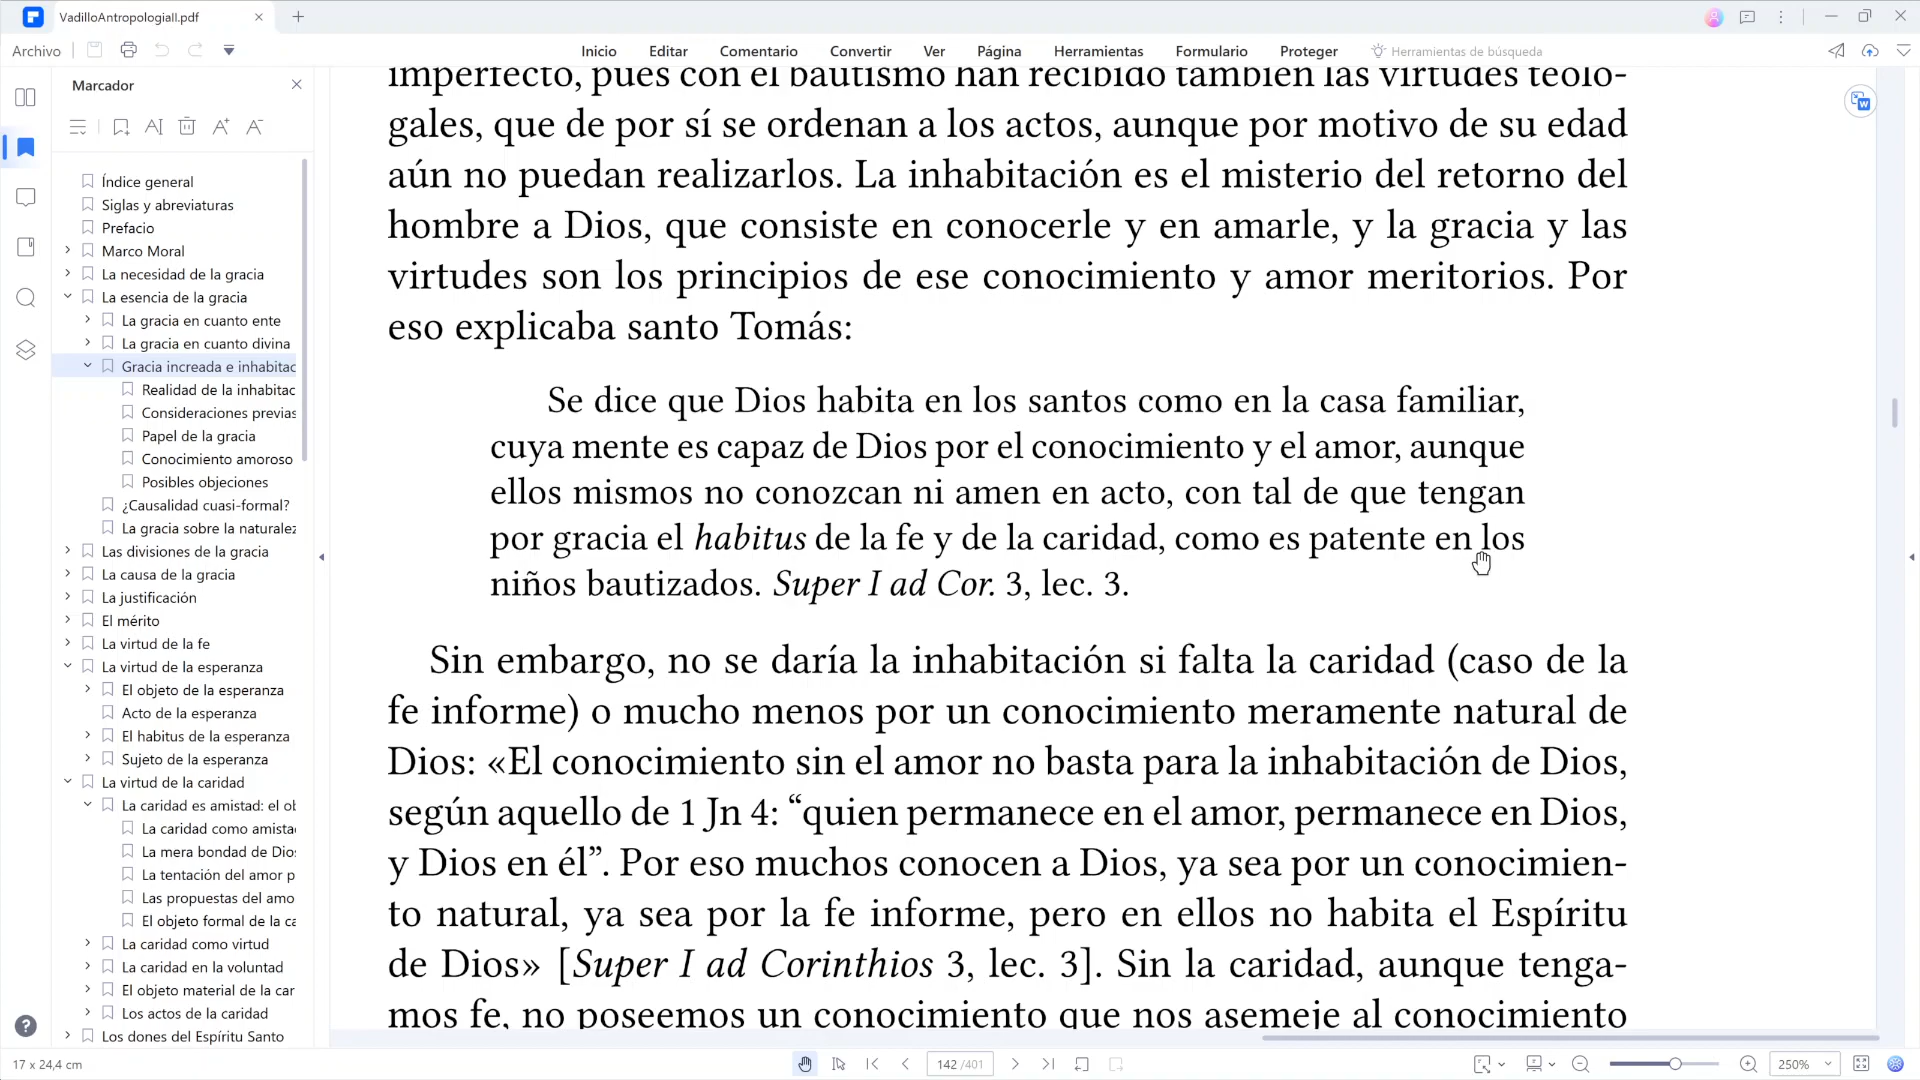 VadilloAntropologiaII.pdf
Archivo
Inicio
Editar
Comentario
Convertir
Ver
Página
Herramientas
Formulario
Proteger
Herramientas de búsqueda
Marcador
Índice general
Siglas y abreviaturas
Prefacio
Marco Moral
La necesidad de la gracia
La esencia de la gracia
La gracia en cuanto ente
La gracia en cuanto divina
Gracia increada e inhabitac
Realidad de la inhabitac
Consideraciones previas
Papel de la gracia
Conocimiento amoroso
Posibles objeciones
¿Causalidad cuasi-formal?
La gracia sobre la naturalez
Las divisiones de la gracia
La causa de la gracia
La justificación
El mérito
La virtud de la fe
La virtud de la esperanza
El objeto de la esperanza
Acto de la esperanza
El habitus de la esperanza
Sujeto de la esperanza
La virtud de la caridad
La caridad es amistad: el ob
La caridad como amista
La mera bondad de Dio
La tentación del amor p
Las propuestas del amo
El objeto formal de la ca
La caridad como virtud
La caridad en la voluntad
El objeto material de la car
Los actos de la caridad
Los dones del Espíritu Santo
imperfecto, pues con el bautismo han recibido también las virtudes teolo-
gales, que de por sí se ordenan a los actos, aunque por motivo de su edad
aún no puedan realizarlos. La inhabitación es el misterio del retorno del
hombre a Dios, que consiste en conocerle y en amarle, y la gracia y las
virtudes son los principios de ese conocimiento y amor meritorios. Por
eso explicaba santo Tomás:
Se dice que Dios habita en los santos como en la casa familiar,
cuya mente es capaz de Dios por el conocimiento y el amor, aunque
ellos mismos no conozcan ni amen en acto, con tal de que tengan
por gracia el habitus de la fe y de la caridad, como es patente en los
niños bautizados. Super I ad Cor. 3, lec. 3.
Sin embargo, no se daría la inhabitación si falta la caridad (caso de la
fe informe) o mucho menos por un conocimiento meramente natural de
Dios: «El conocimiento sin el amor no basta para la inhabitación de Dios,
según aquello de 1 Jn 4: “quien permanece en el amor, permanece en Dios,
y Dios en él”. Por eso muchos conocen a Dios, ya sea por un conocimien-
to natural, ya sea por la fe informe, pero en ellos no habita el Espíritu
de Dios» [Super I ad Corinthios 3, lec. 3]. Sin la caridad, aunque tenga-
mos fe, no poseemos un conocimiento que nos asemeje al conocimiento
17 x 24,4 cm
142 /401
250%